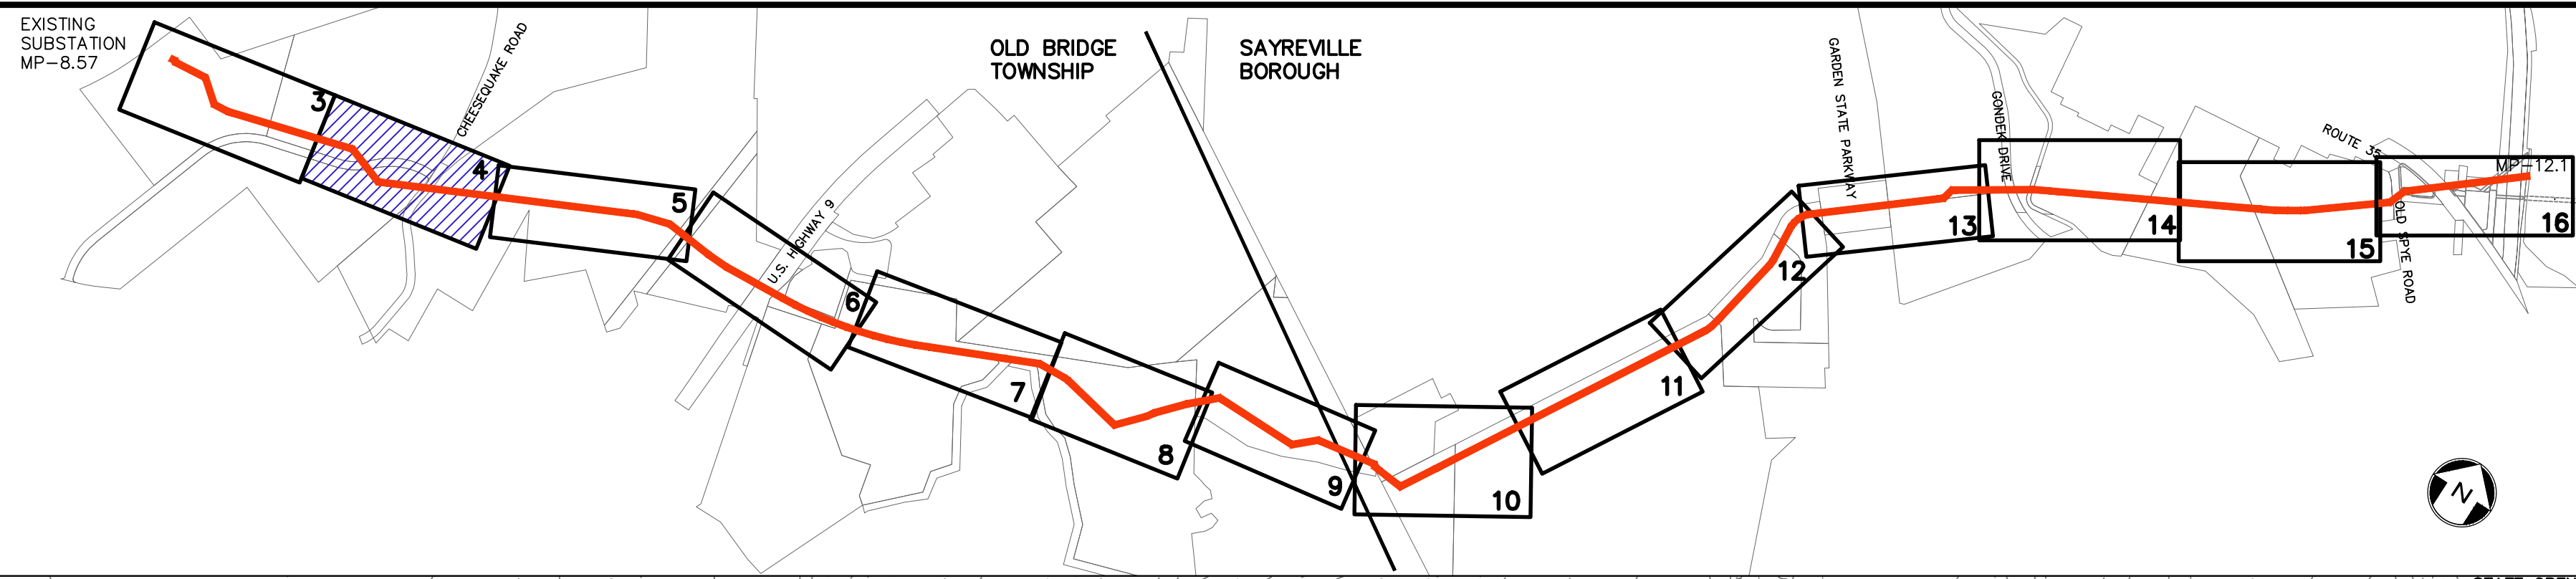 EXISTING
SUBSTATION
MP-8.57
CHEESEQUAKE ROAD
OLD BRIDGE
TOWNSHIP
SAYREVILLE
BOROUGH
GARDEN STATE PARKWAY
GONDEK DRIVE
ROUTE 35
MP-12.1
OLD SPYE ROAD
U.S. HIGHWAY 9
3
4
5
6
7
8
9
10
11
12
13
14
15
16
N